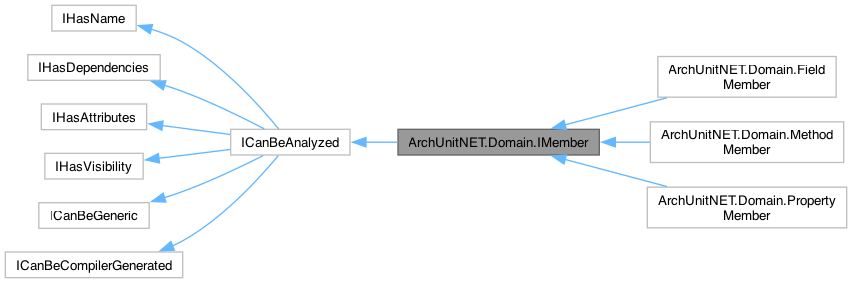 IHasName
IHasDependencies
IHasAttributes
IHasVisibility
ICanBeGeneric
ICanBeCompilerGenerated
ICanBeAnalyzed
ArchUnitNET.Domain.IMember
ArchUnitNET.Domain.Field
Member
ArchUnitNET.Domain.Method
Member
ArchUnitNET.Domain.Property
Member